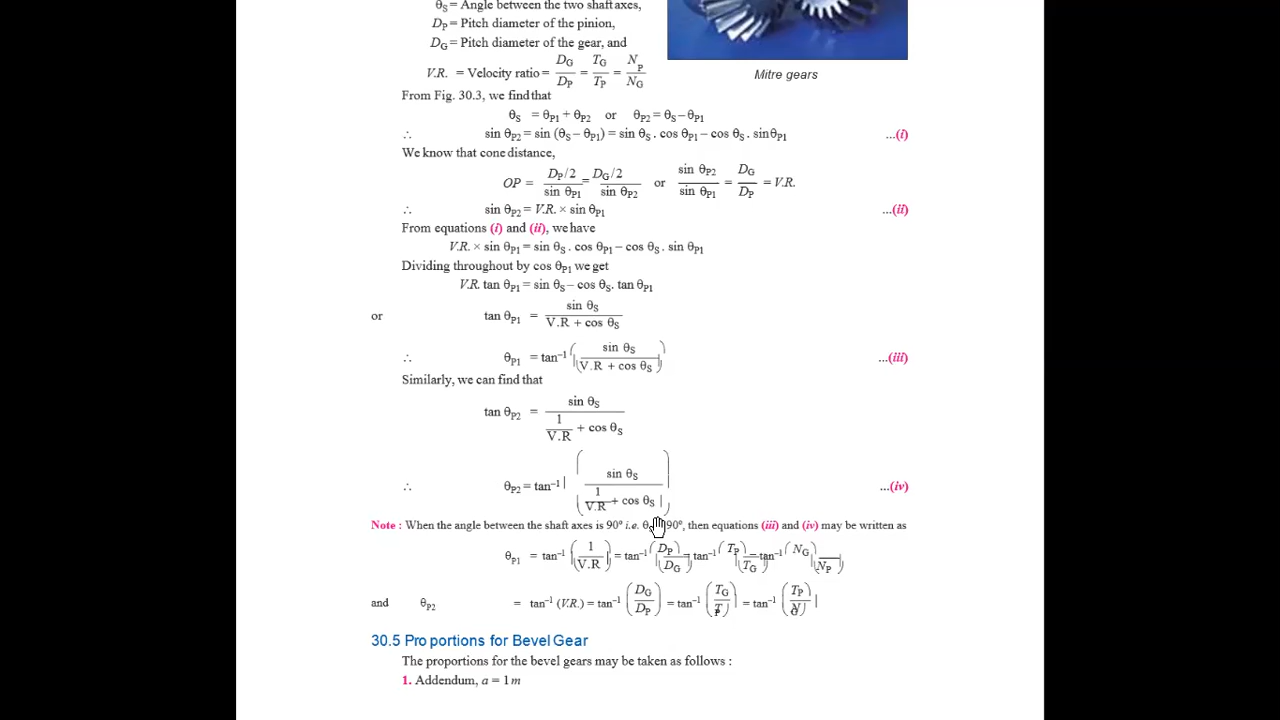 θS = Angle between the two shaft axes,
DP = Pitch diameter of the pinion,
DG = Pitch diameter of the gear, and
V.R. = Velocity ratio = DG/DP = TG/TP = NP/NG
Mitre gears
From Fig. 30.3, we find that
θS = θP1 + θP2 or θP2 = θS – θP1
∴ sin θP2 = sin (θS – θP1) = sin θS . cos θP1 – cos θS . sin θP1 ...(i)
We know that cone distance,
OP = DP/2 / sin θP1 = DG/2 / sin θP2 or sin θP2 / sin θP1 = DG/DP = V.R.
∴ sin θP2 = V.R. × sin θP1 ...(ii)
From equations (i) and (ii), we have
V.R. × sin θP1 = sin θS . cos θP1 – cos θS . sin θP1
Dividing throughout by cos θP1 we get
V.R. tan θP1 = sin θS – cos θS. tan θP1
or tan θP1 = sin θS / V.R + cos θS
∴ θP1 = tan–1 ( sin θS / V.R + cos θS ) ...(iii)
Similarly, we can find that
tan θP2 = sin θS / 1/V.R + cos θS
∴ θP2 = tan–1 ( sin θS / 1/V.R + cos θS ) ...(iv)
Note : When the angle between the shaft axes is 90º i.e. θ 90º, then equations (iii) and (iv) may be written as
θP1 = tan–1 ( 1/V.R ) = tan–1 ( DP/DG ) = tan–1 ( TP/TG ) = tan–1 ( NG/NP )
and θP2 = tan–1 (V.R.) = tan–1 ( DG/DP ) = tan–1 ( TG/TP ) = tan–1
30.5 Proportions for Bevel Gear
The proportions for the bevel gears may be taken as follows :
1. Addendum, a = 1 m